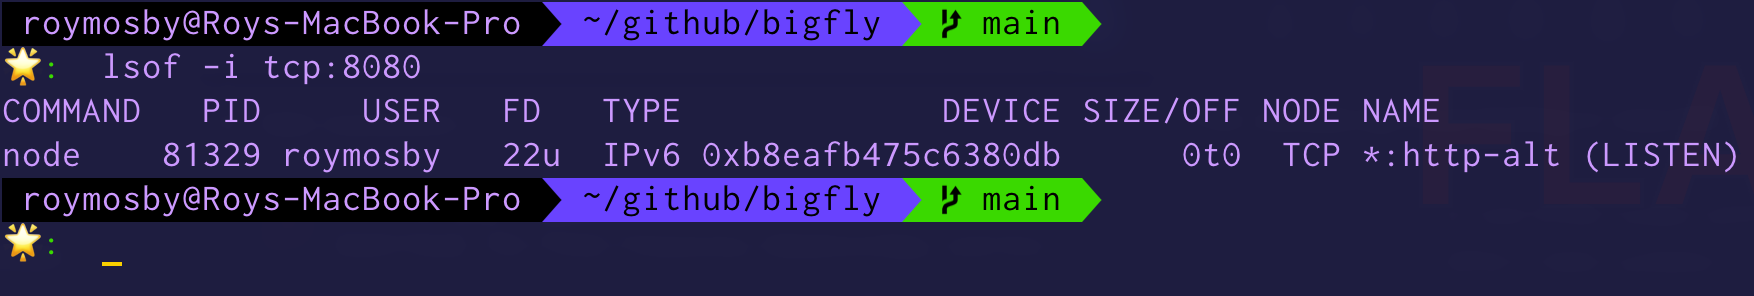 roymosby@Roys-MacBook-Pro ~/github/bigfly main
: lsof -i tcp:8080
COMMAND PID USER FD TYPE DEVICE SIZE/OFF NODE NAME
node 81329 roymosby 22u IPv6 0xb8eafb475c6380db 0t0 TCP *:http-alt (LISTEN)
roymosby@Roys-MacBook-Pro ~/github/bigfly main
: _
FLA